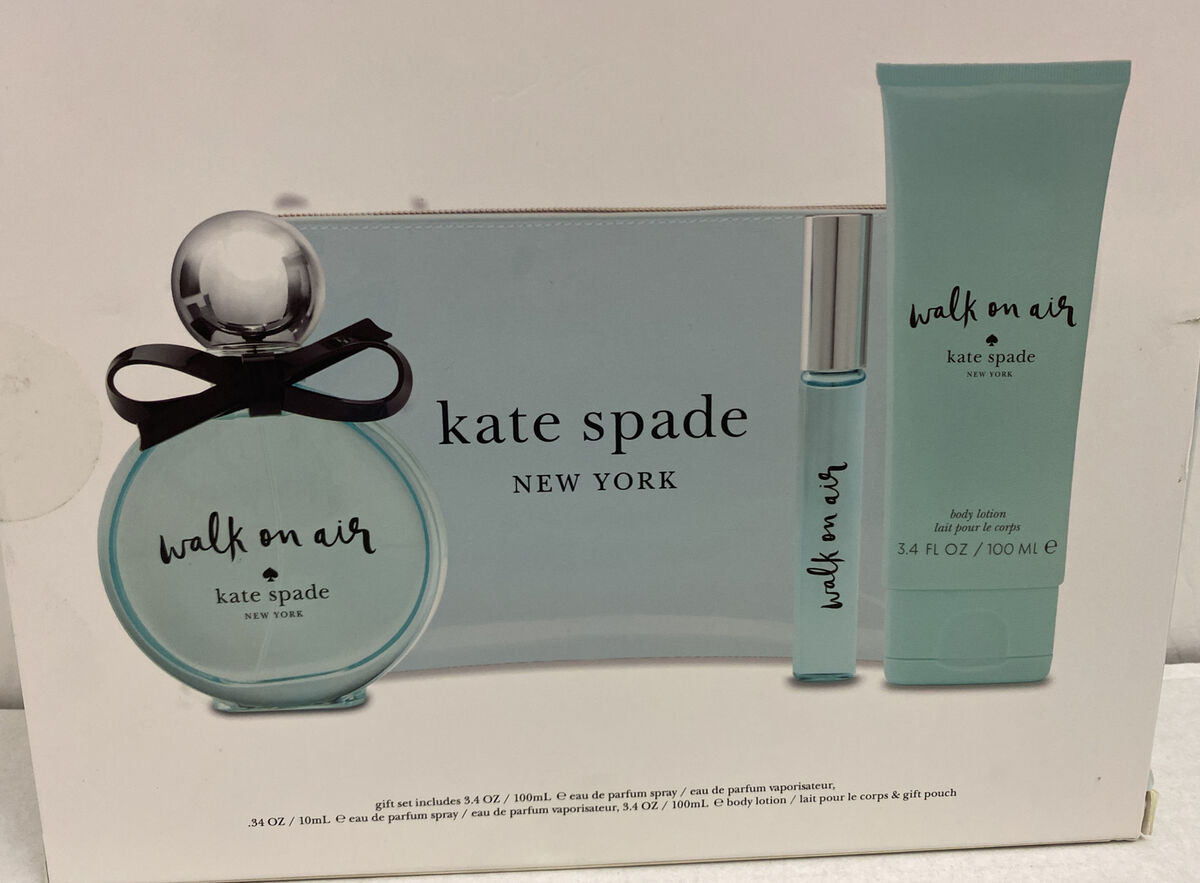 kate spade
NEW YORK
walk on air
kate spade
NEW YORK
walk on air
walk on air
kate spade
NEW YORK
body lotion
lait pour le corps
3.4 FL OZ / 100 ML ℮
gift set includes 3.4 OZ / 100mL ℮ eau de parfum spray / eau de parfum vaporisateur,
.34 OZ / 10mL ℮ eau de parfum spray / eau de parfum vaporisateur, 3.4 OZ / 100mL ℮ body lotion / lait pour le corps & gift pouch